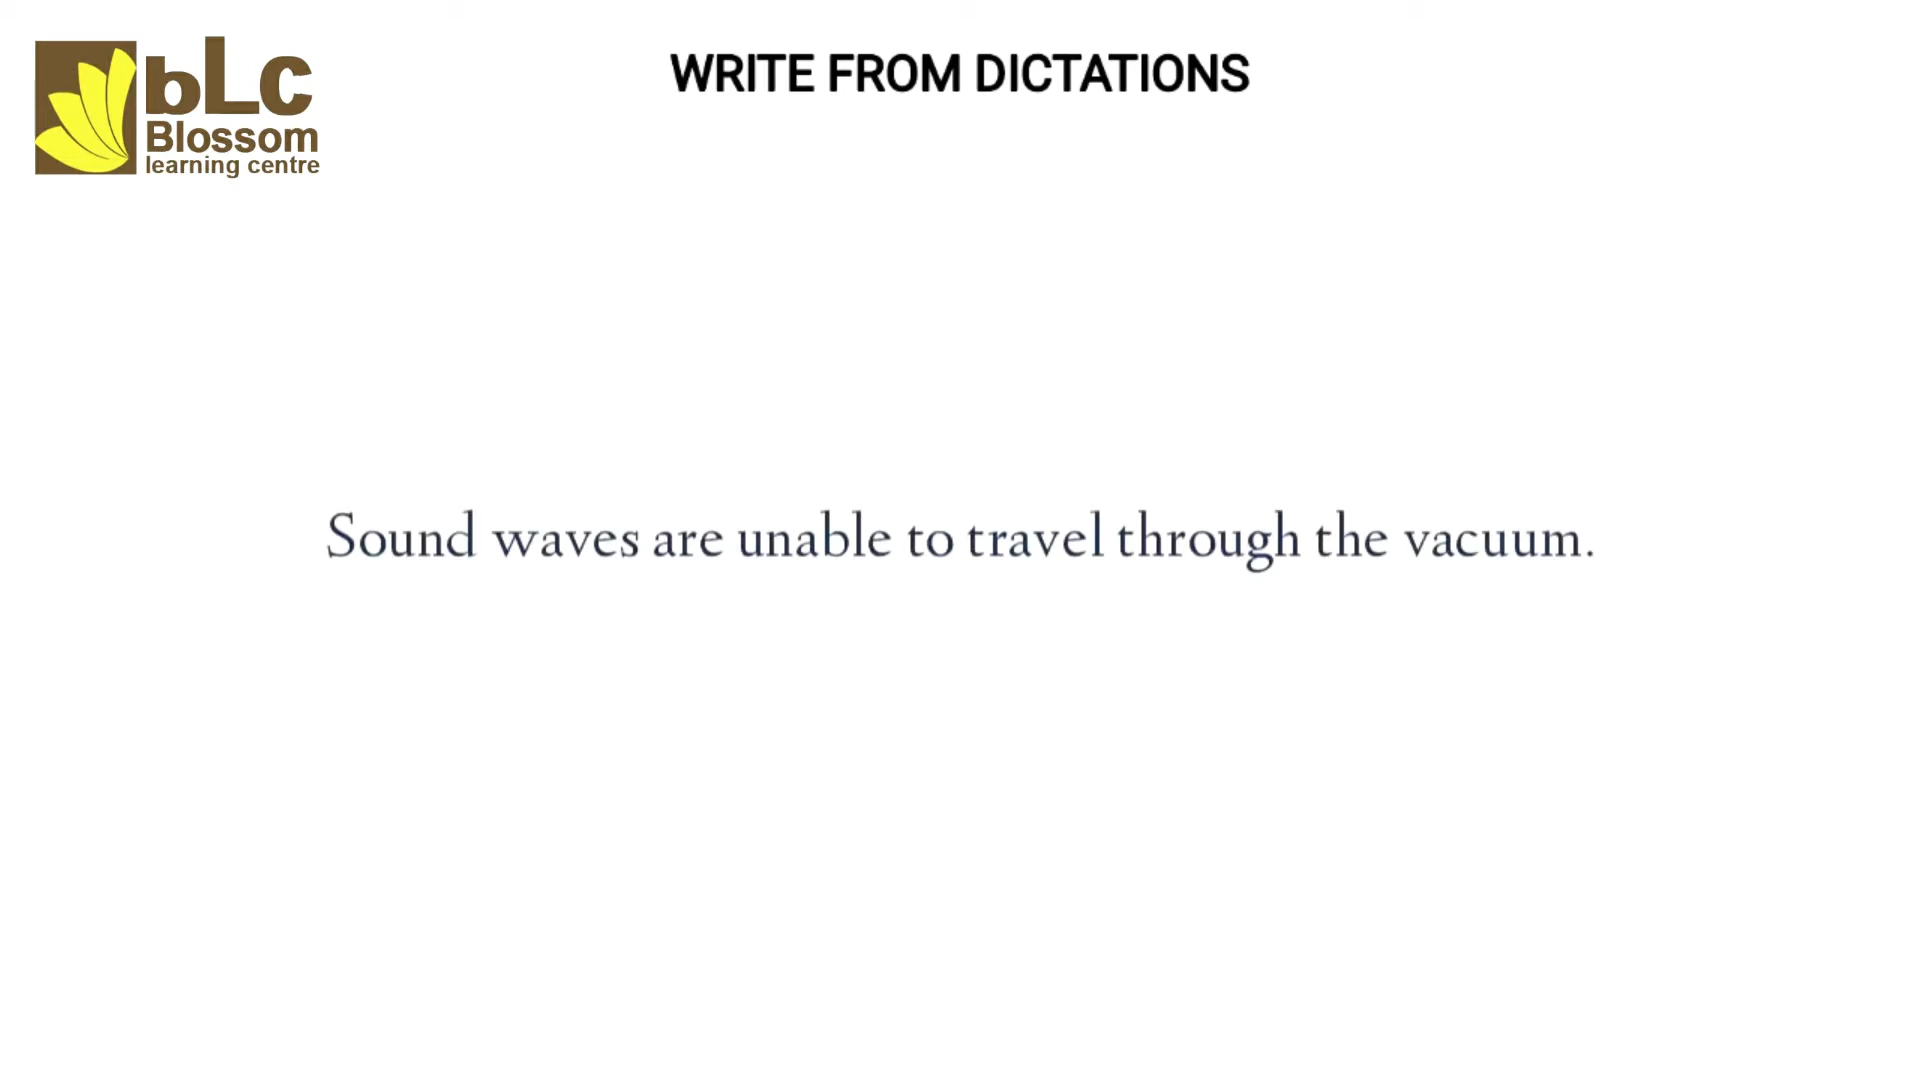 bLc
Blossom
learning centre
WRITE FROM DICTATIONS
Sound waves are unable to travel through the vacuum.